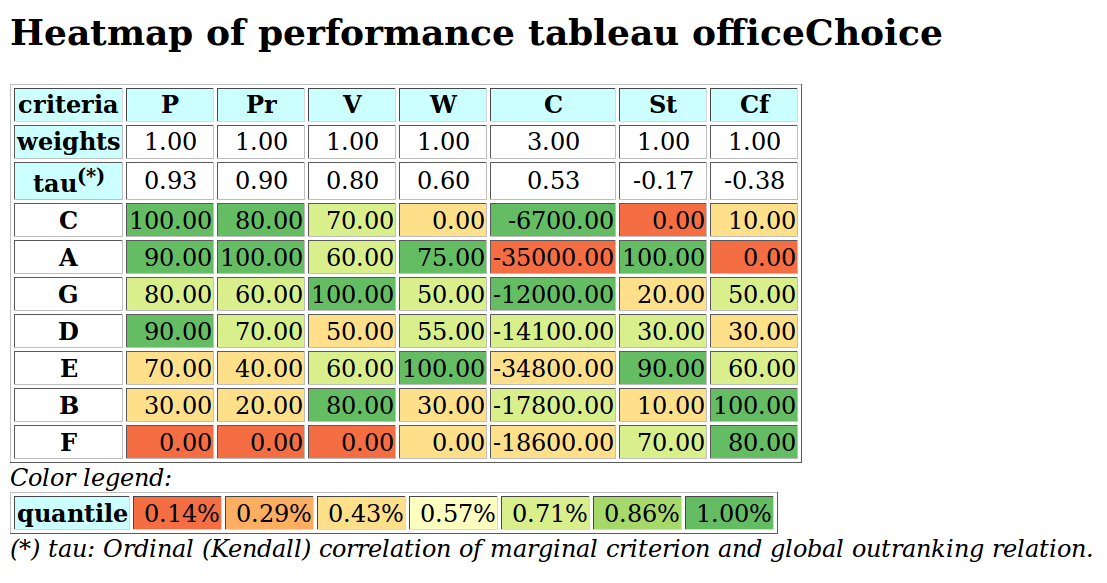 Heatmap of performance tableau officeChoice
criteria P Pr V W C St Cf
weights 1.00 1.00 1.00 1.00 3.00 1.00 1.00
tau(*) 0.93 0.90 0.80 0.60 0.53 -0.17 -0.38
C 100.00 80.00 70.00 0.00 -6700.00 0.00 10.00
A 90.00 100.00 60.00 75.00 -35000.00 100.00 0.00
G 80.00 60.00 100.00 50.00 -12000.00 20.00 50.00
D 90.00 70.00 50.00 55.00 -14100.00 30.00 30.00
E 70.00 40.00 60.00 100.00 -34800.00 90.00 60.00
B 30.00 20.00 80.00 30.00 -17800.00 10.00 100.00
F 0.00 0.00 0.00 0.00 -18600.00 70.00 80.00
Color legend:
quantile 0.14% 0.29% 0.43% 0.57% 0.71% 0.86% 1.00%
(*) tau: Ordinal (Kendall) correlation of marginal criterion and global outranking relation.